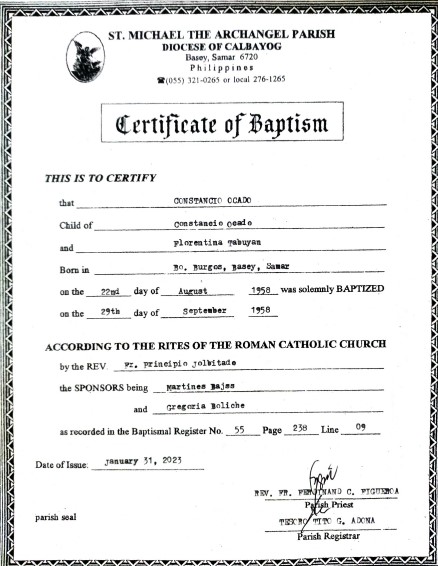 ST. MICHAEL THE ARCHANGEL PARISH
DIOCESE OF CALBAYOG
Basey, Samar 6720
Philippines
☎(055) 321-0265 or local 276-1265
Certificate of Baptism
THIS IS TO CERTIFY
that CONSTANCIO OCADO
Child of Constancio Ocado
and Florentina Tabuyan
Born in Bo. Burgos, Basey, Samar
on the 22nd day of August 1958 was solemnly BAPTIZED
on the 29th day of September 1958
ACCORDING TO THE RITES OF THE ROMAN CATHOLIC CHURCH
by the REV. Fr. Principio Jolbitado
the SPONSORS being Martines
and Gregoria Boliche
as recorded in the Baptismal Register No. 55 Page 238 Line 09
Date of Issue: January 31, 2023
REV. FR. FERDINAND C. FIGUEROA
Parish Priest
parish seal
TESORO TITO G. ADONA
Parish Registrar